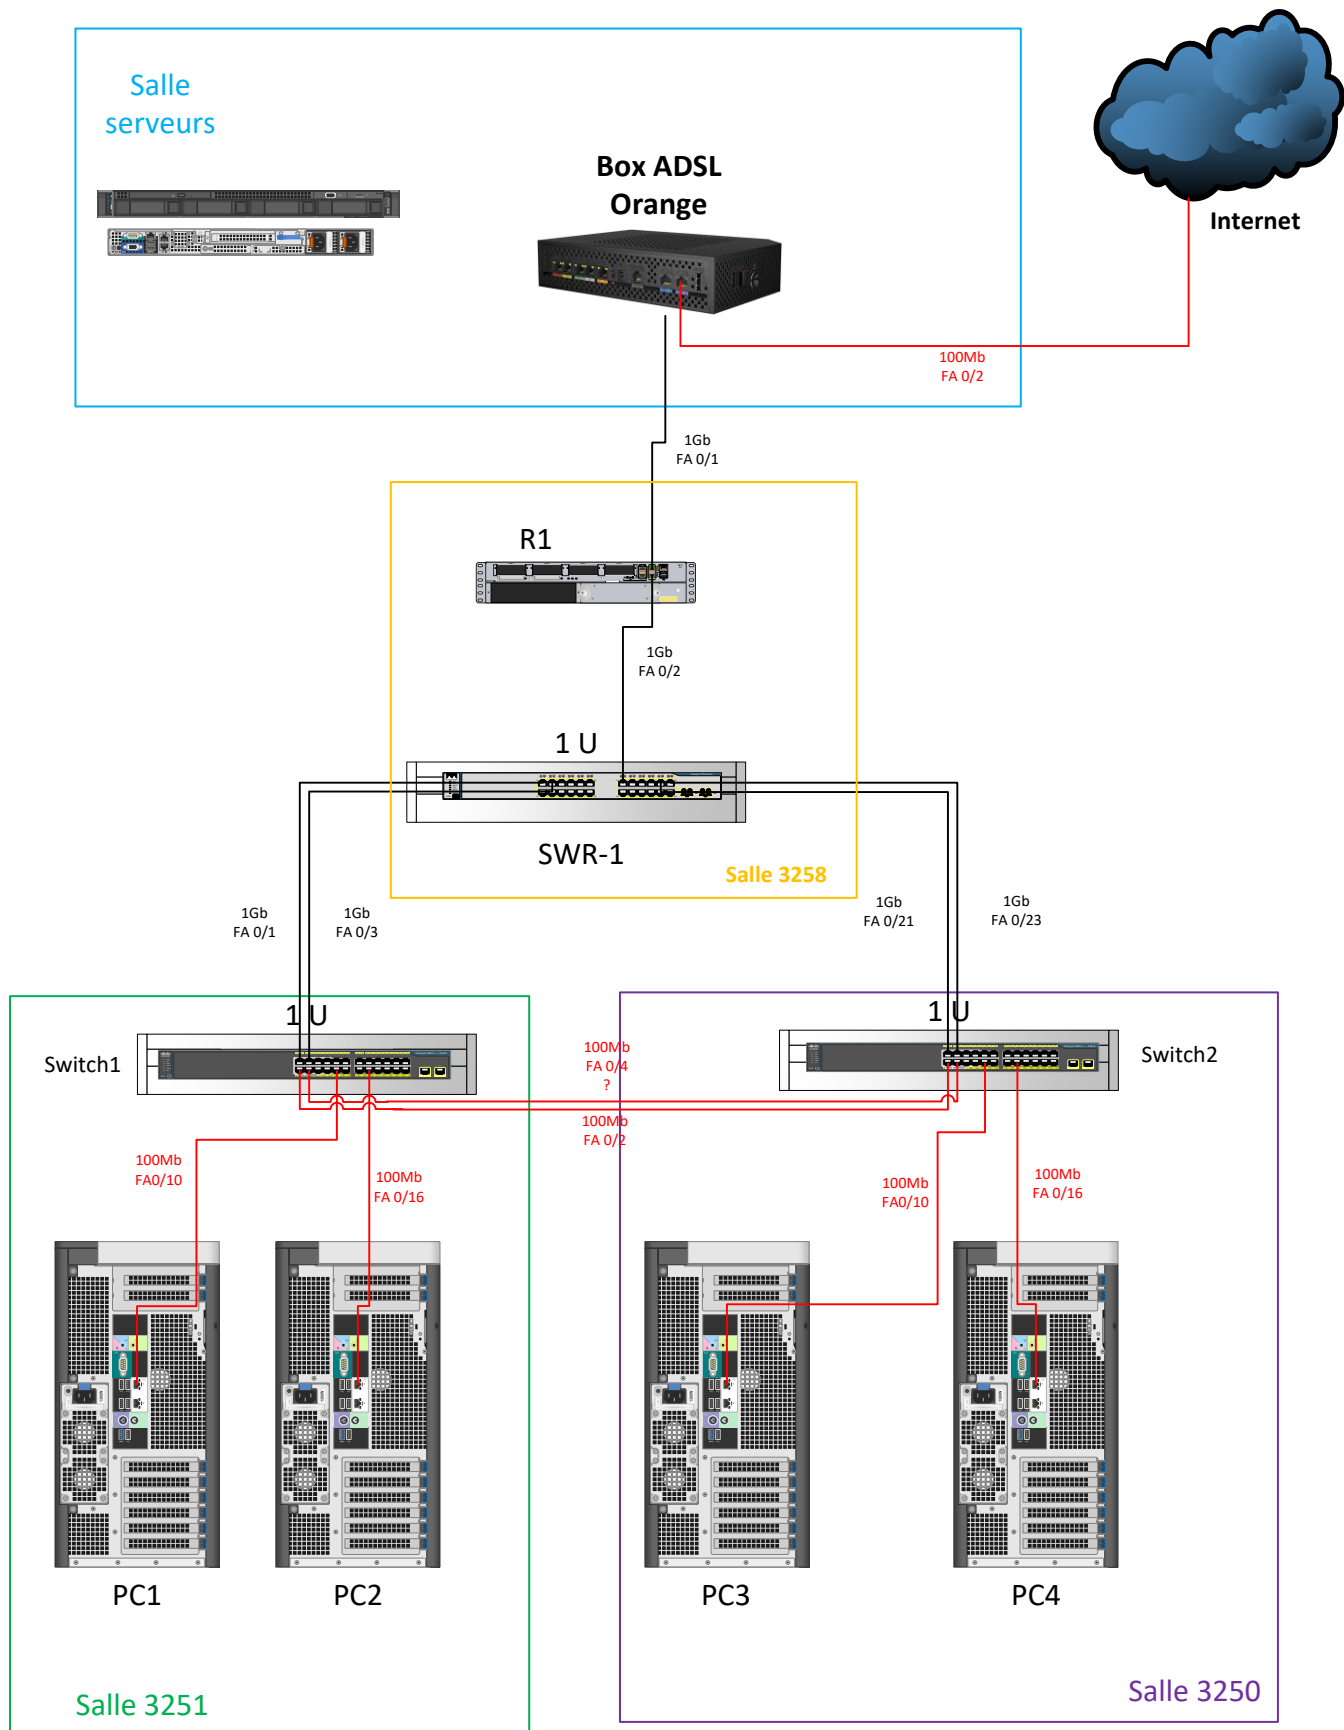 Salle
serveurs
Box ADSL
Orange
Internet
100Mb
FA 0/2
1Gb
FA 0/1
R1
1Gb
FA 0/2
1 U
SWR-1
Salle 3258
1Gb
FA 0/1
1Gb
FA 0/3
1Gb
FA 0/21
1Gb
FA 0/23
1 U
Switch1
100Mb
FA 0/4
?
100Mb
FA 0/2
1 U
Switch2
100Mb
FA0/10
100Mb
FA 0/16
100Mb
FA0/10
100Mb
FA 0/16
PC1
PC2
PC3
PC4
Salle 3251
Salle 3250